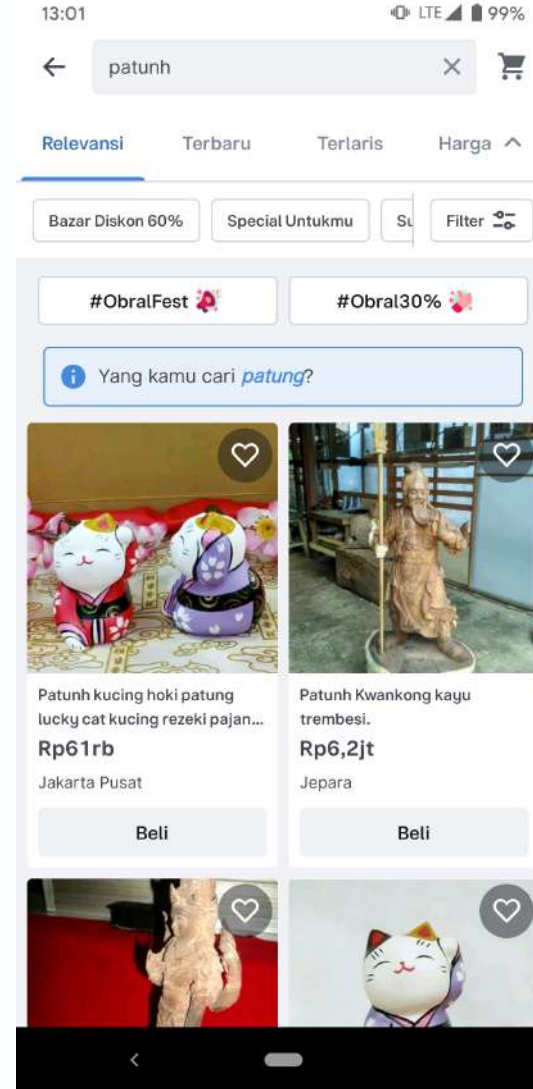 13:01
LTE 99%
patunh
Relevansi Terbaru Terlaris Harga
Bazar Diskon 60% Special Untukmu Su Filter
#ObralFest #Obral30%
Yang kamu cari patung?
Patunh kucing hoki patung
lucky cat kucing rezeki pajan...
Rp61rb
Jakarta Pusat
Beli
Patunh Kwankong kayu
trembesi.
Rp6,2jt
Jepara
Beli